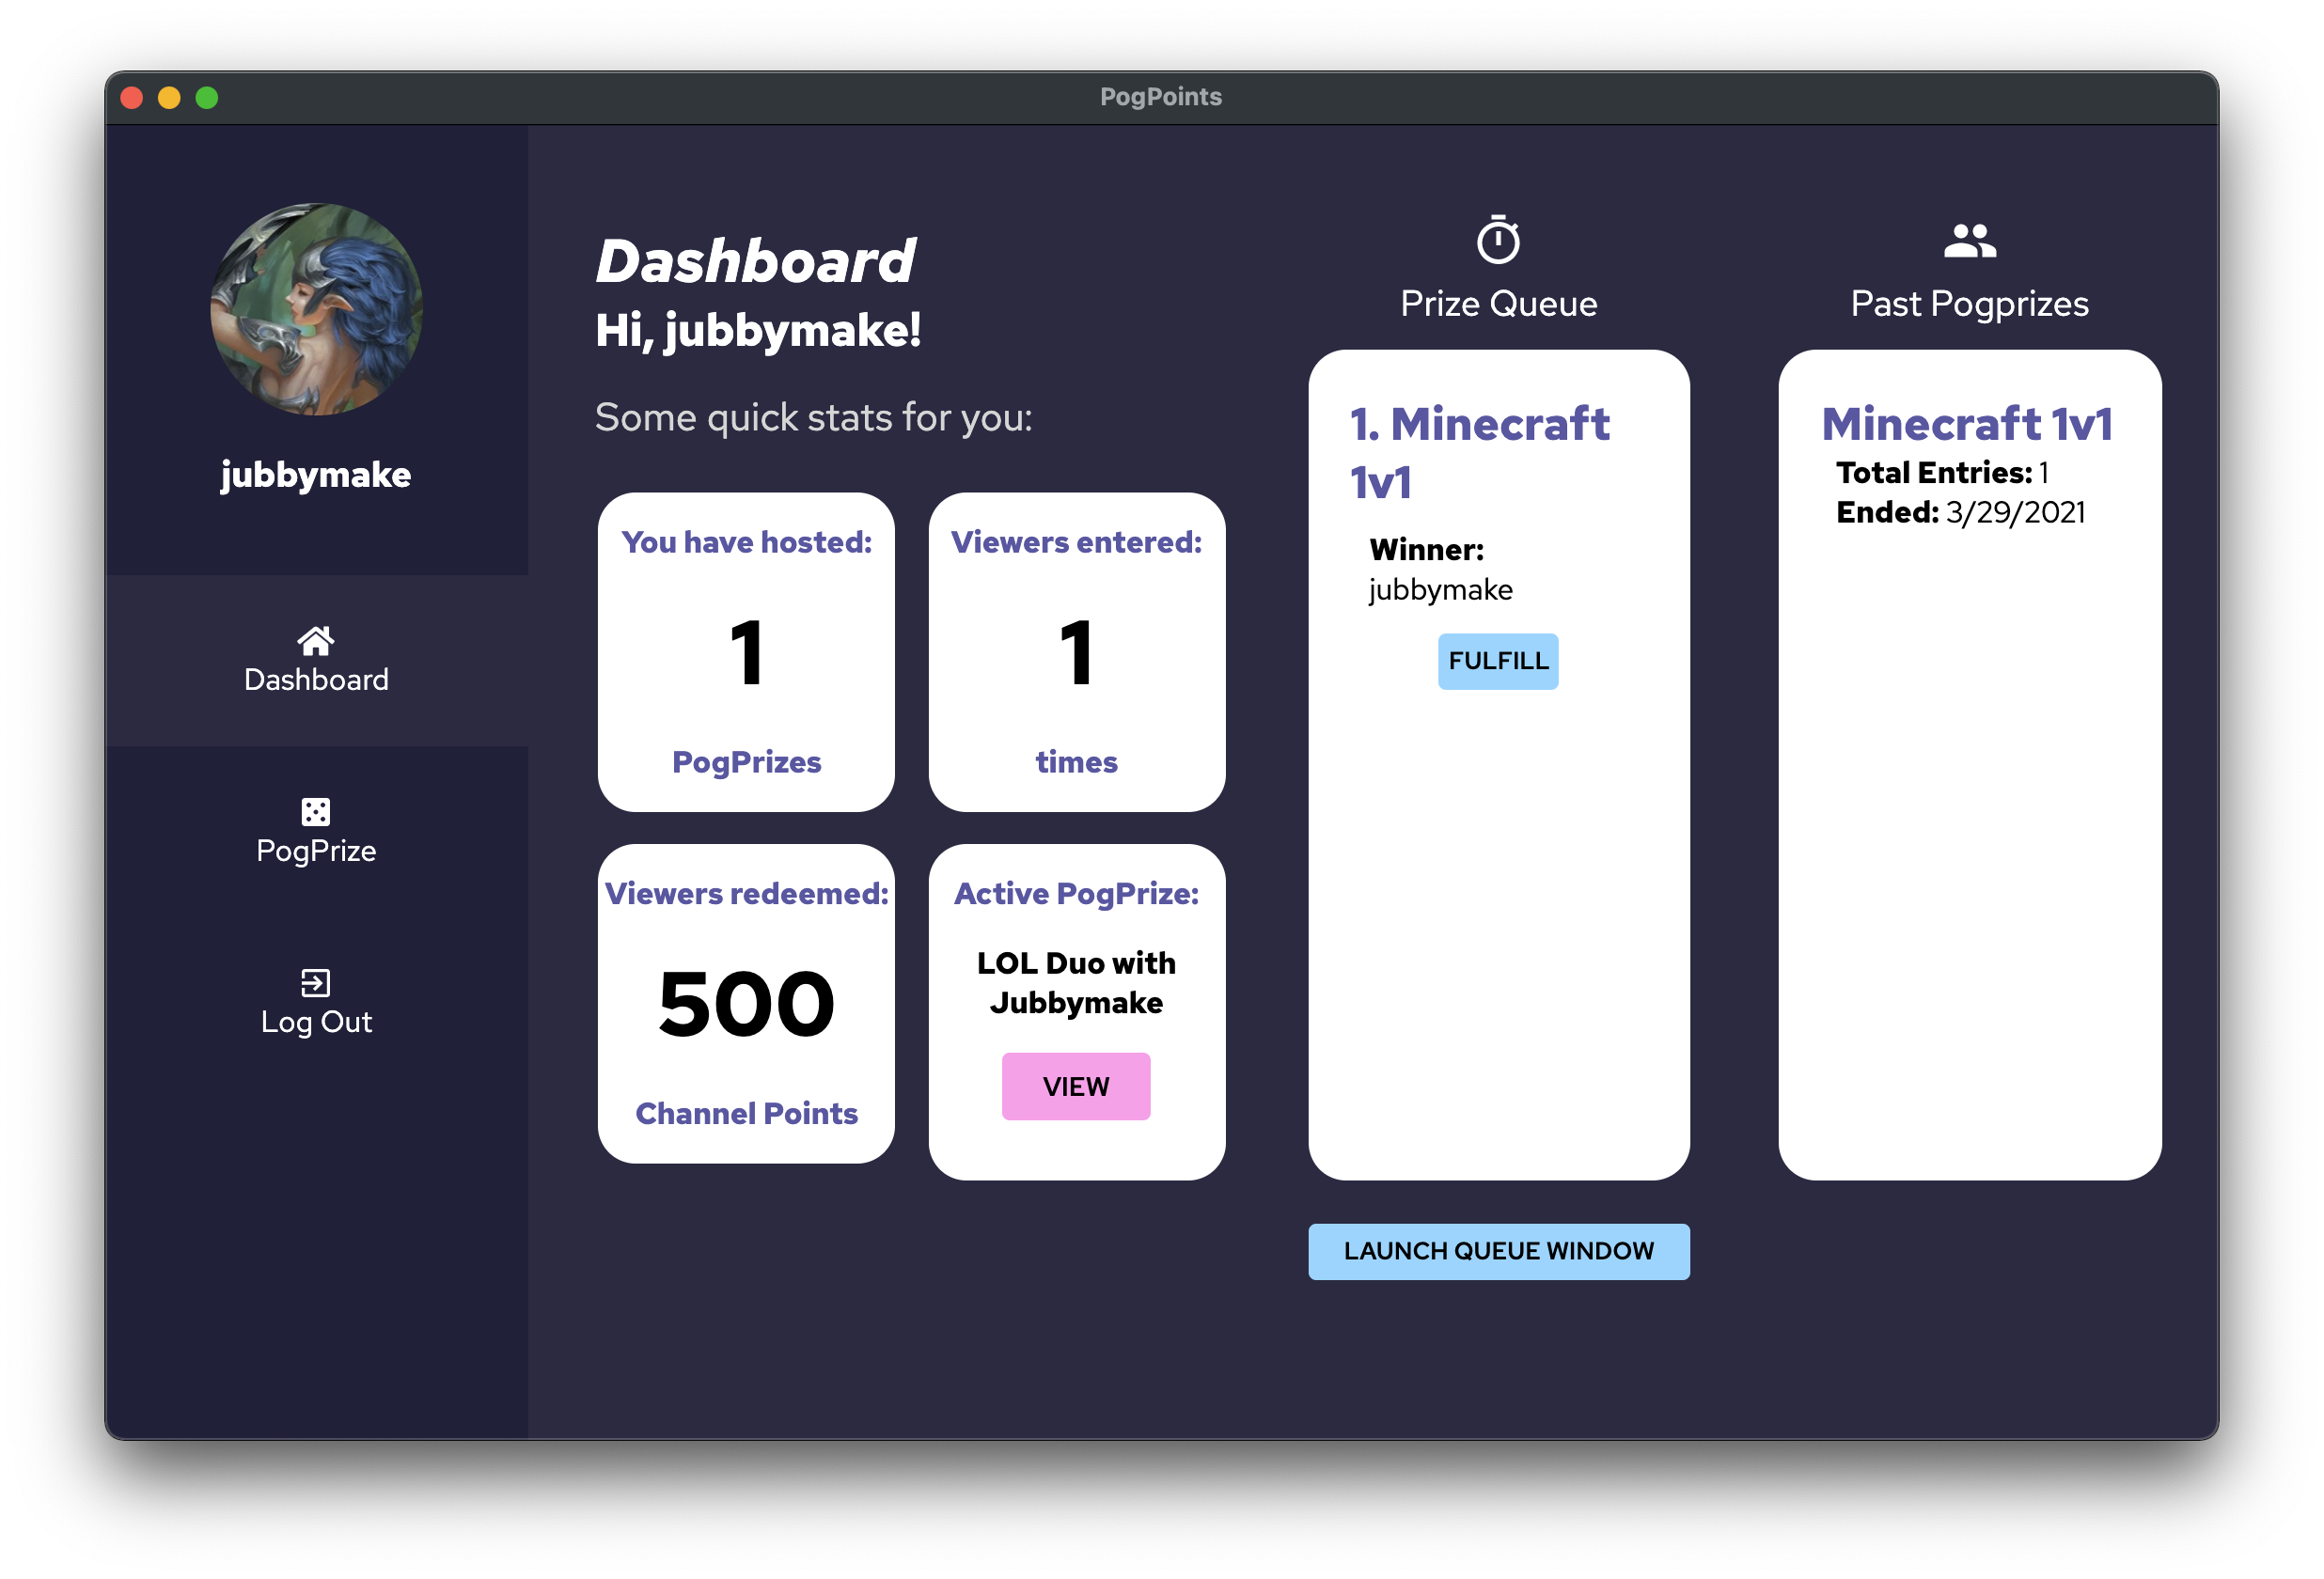 PogPoints
jubbymake
Dashboard
PogPrize
Log Out
Dashboard
Hi, jubbymake!
Some quick stats for you:
You have hosted:
1
PogPrizes
Viewers entered:
1
times
Viewers redeemed:
500
Channel Points
Active PogPrize:
LOL Duo with
Jubbymake
VIEW
Prize Queue
1. Minecraft
1v1
Winner:
jubbymake
FULFILL
LAUNCH QUEUE WINDOW
Past Pogprizes
Minecraft 1v1
Total Entries: 1
Ended: 3/29/2021